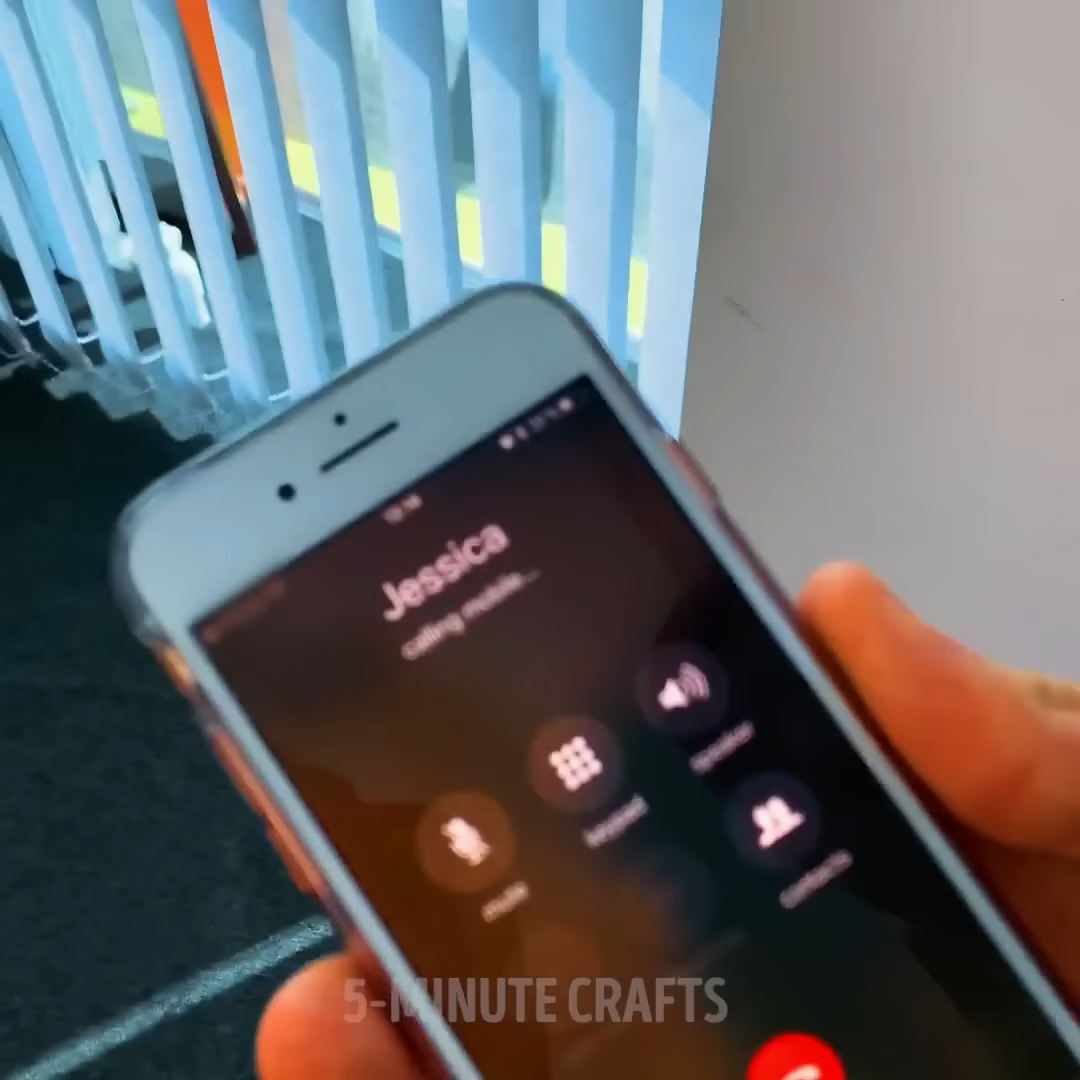 Jessica
calling mobile...
speaker
keypad
mute
contacts
5-MINUTE CRAFTS